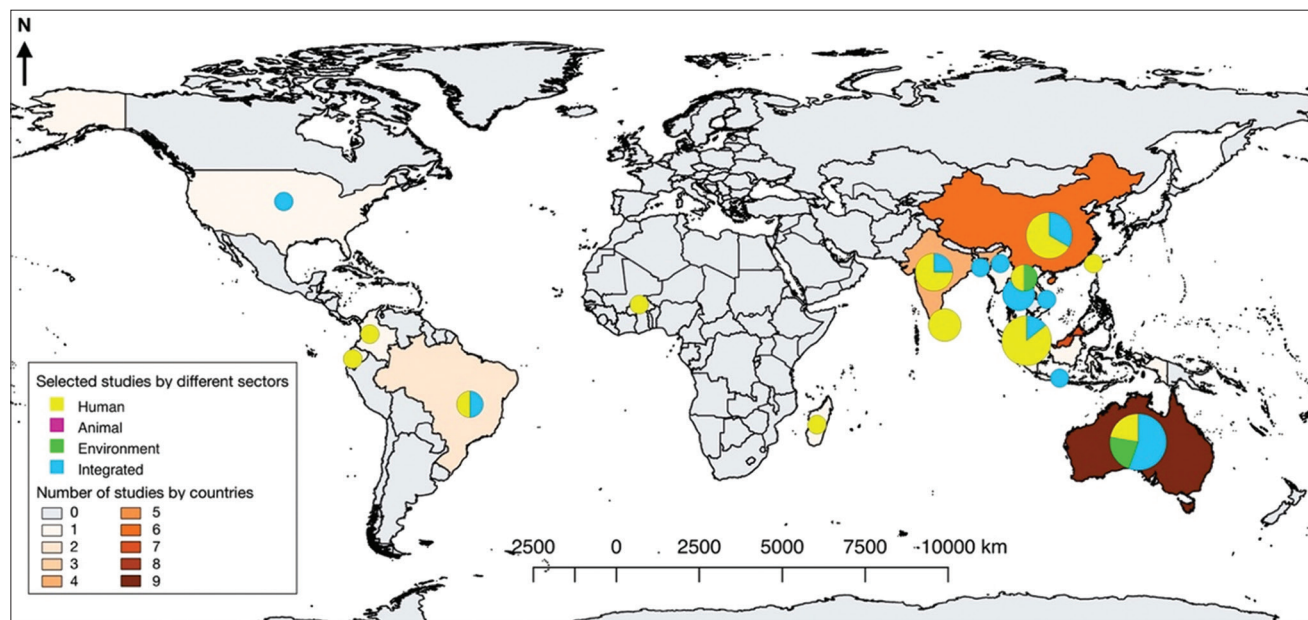 N
Selected studies by different sectors
Human
Animal
Environment
Integrated
Number of studies by countries
0 5
1 6
2 7
3 8
4 9
-2500 0 2500 5000 7500 10000 km